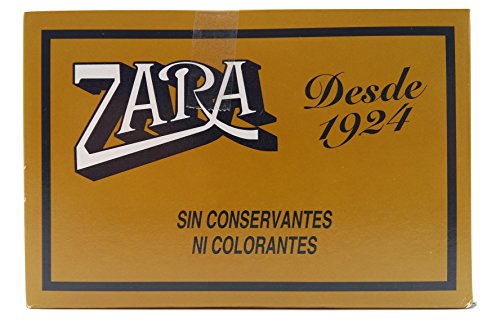 ZARA
Desde
1924
SIN CONSERVANTES
NI COLORANTES